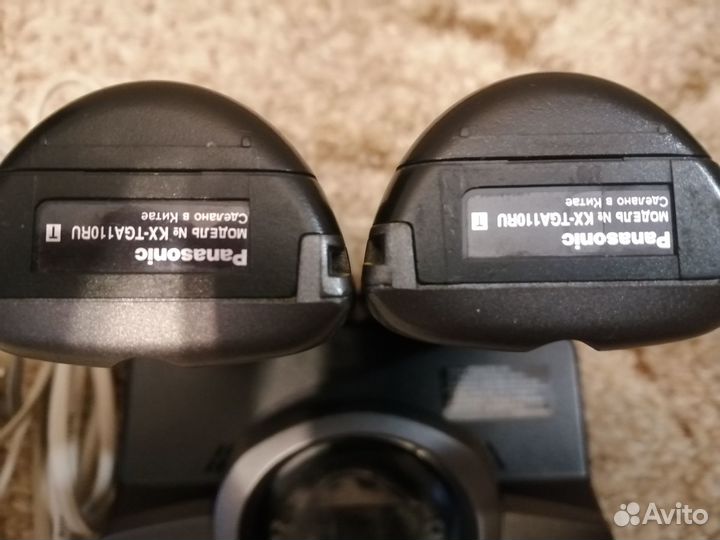 Panasonic
МОДЕЛЬ № KX-TGA110RU T
Сделано в Китае
Panasonic
МОДЕЛЬ № KX-TGA110RU T
Сделано в Китае
Avito